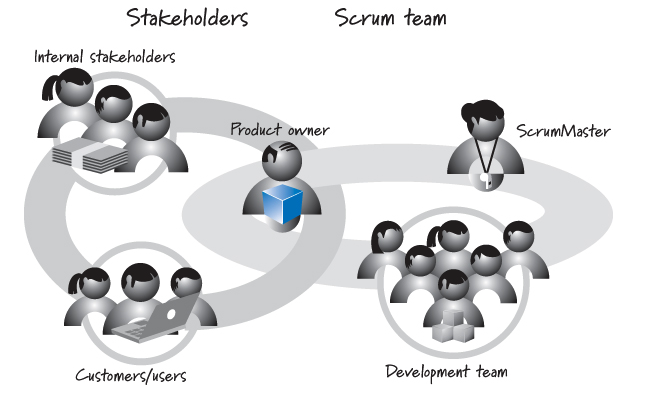 Stakeholders
Scrum team
Internal stakeholders
Product owner
ScrumMaster
Customers/users
Development team